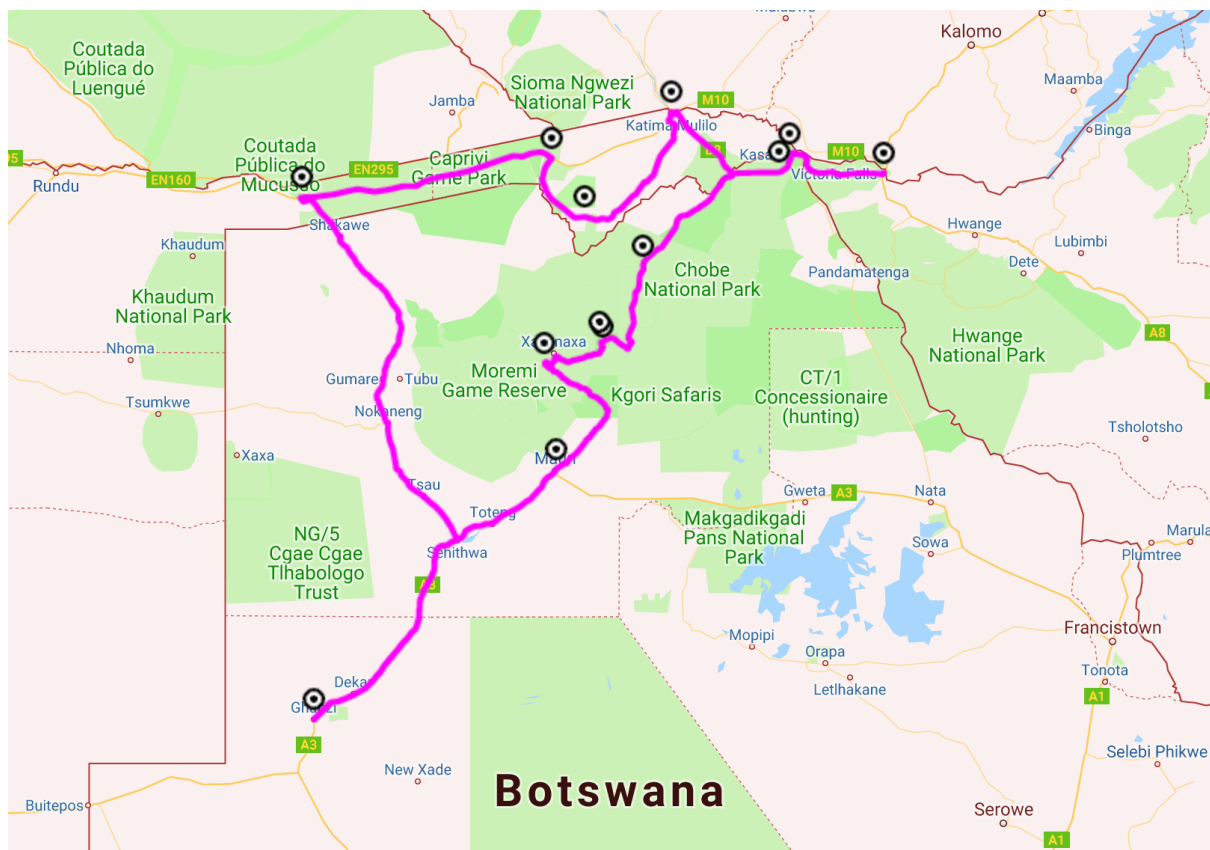 Coutada
Pública do
Luengué
Kalomo
Maamba
Binga
Jamba
Sioma Ngwezi
National Park
M10
Katima Mulilo
M10
Victoria Falls
EN295
Rundu
EN160
Coutada
Pública do
Mucusso
EN295
Caprivi
Game Park
Shakawe
Khaudum
Khaudum
National Park
Nhoma
Tsumkwe
Hwange
Lubimbi
Dete
Pandamatenga
Chobe
National Park
Hwange
National Park
A8
Moremi
Game Reserve
Kgori Safaris
CT/1
Concessionaire
(hunting)
Gumare
Tubu
Nokaneng
Xaxa
Tsau
Toteng
Sehithwa
Tsholotsho
Gweta
A3
Nata
Sowa
Makgadikgadi
Pans National
Park
Marula
Plumtree
NG/5
Cgae Cgae
Tlhabologo
Trust
A3
Mopipi
Orapa
Letlhakane
Francistown
Tonota
A1
Selebi Phikwe
A3
New Xade
Buitepos
Botswana
Serowe
A1